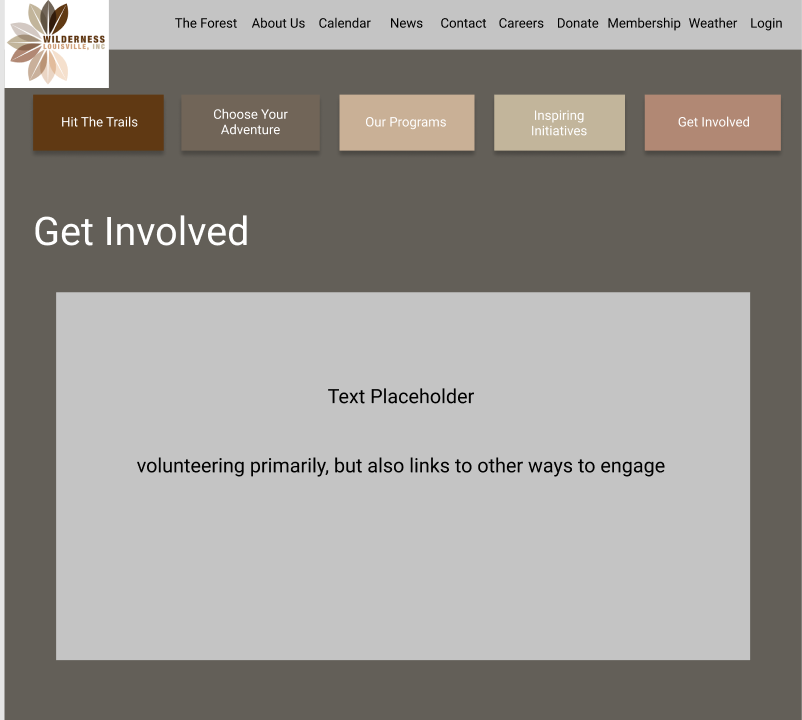 WILDERNESS
LOUISVILLE, INC
The Forest About Us Calendar News Contact Careers Donate Membership Weather Login
Hit The Trails
Choose Your
Adventure
Our Programs
Inspiring
Initiatives
Get Involved
Get Involved
Text Placeholder
volunteering primarily, but also links to other ways to engage